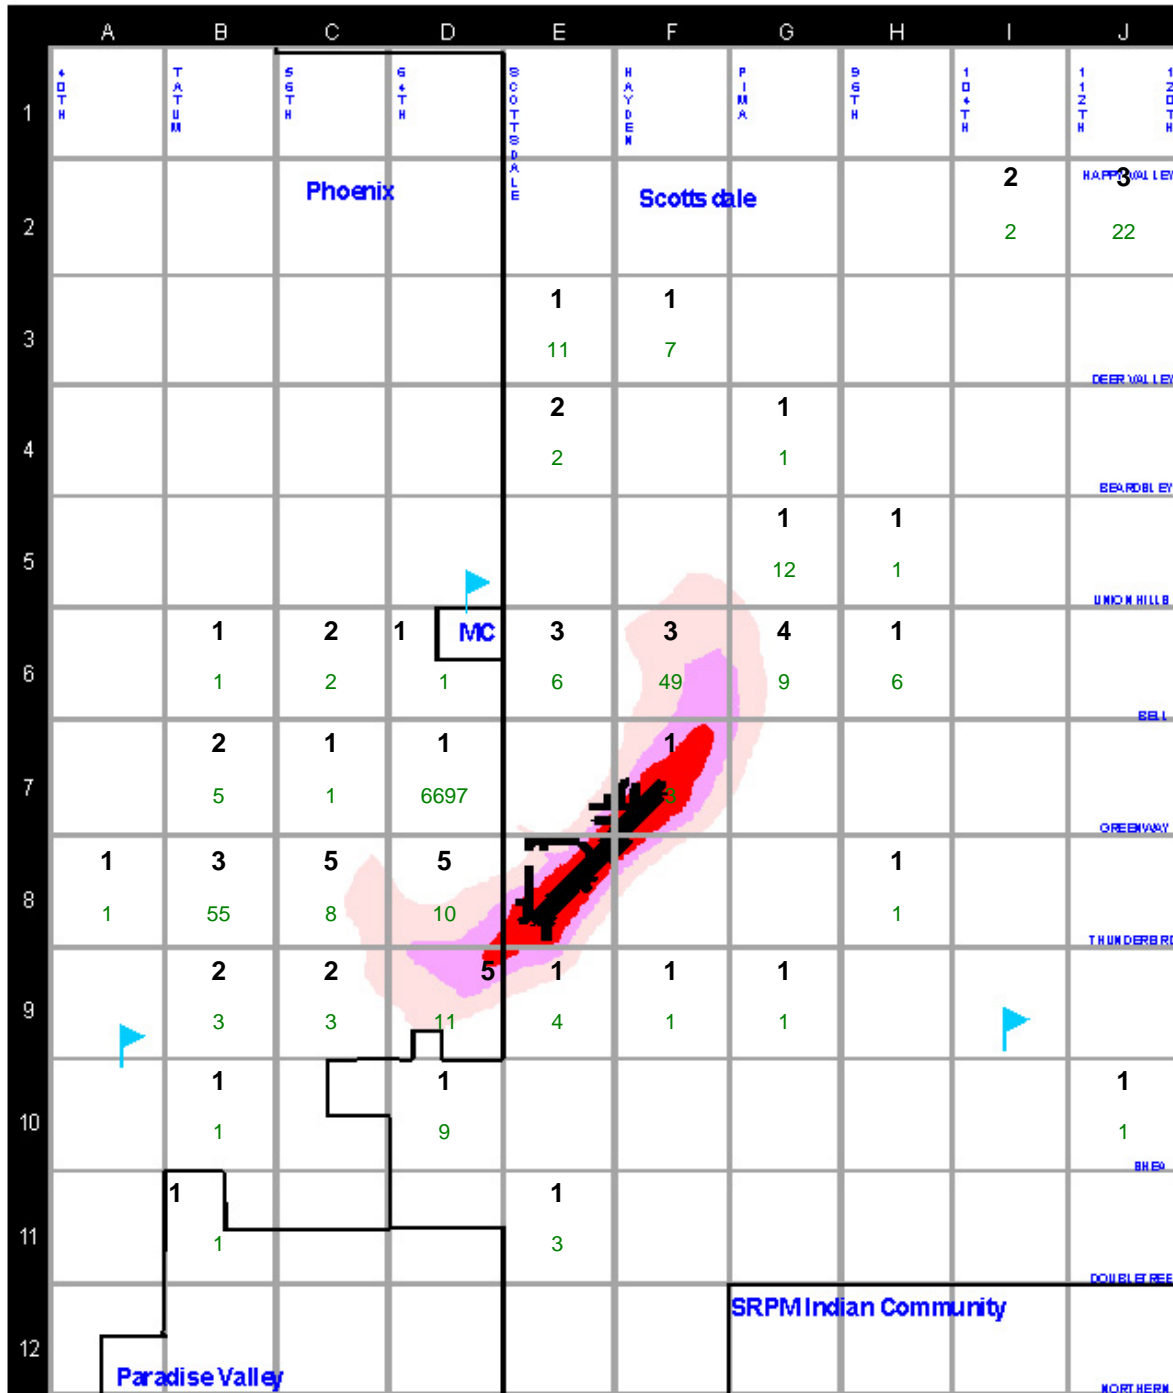 A B C D E F G H I J
1 40TH TATUM 56TH 64TH SCOTTSDALE HAYDEN PIMA 96TH 104TH 112TH 120TH
Phoenix Scottsdale 2 HAPPY VALLEY 3
2 2 22
1 1
3 11 7
DEER VALLEY
2 1
4 2 1
BEARDSLEY
1 1
5 12 1
UNION HILLS
1 2 1 MC 3 3 4 1
6 1 2 1 6 49 9 6
BELL
2 1 1 1
7 5 1 6697 3
GREENWAY
1 3 5 5 1
8 1 55 8 10 1
THUNDERBIRD
2 2 5 1 1 1
9 3 3 11 4 1 1
1 1 1
10 1 9 1
SHEA
1 1
11 1 3
DOUBLETREE
SRPM Indian Community
12
Paradise Valley
NORTHERN